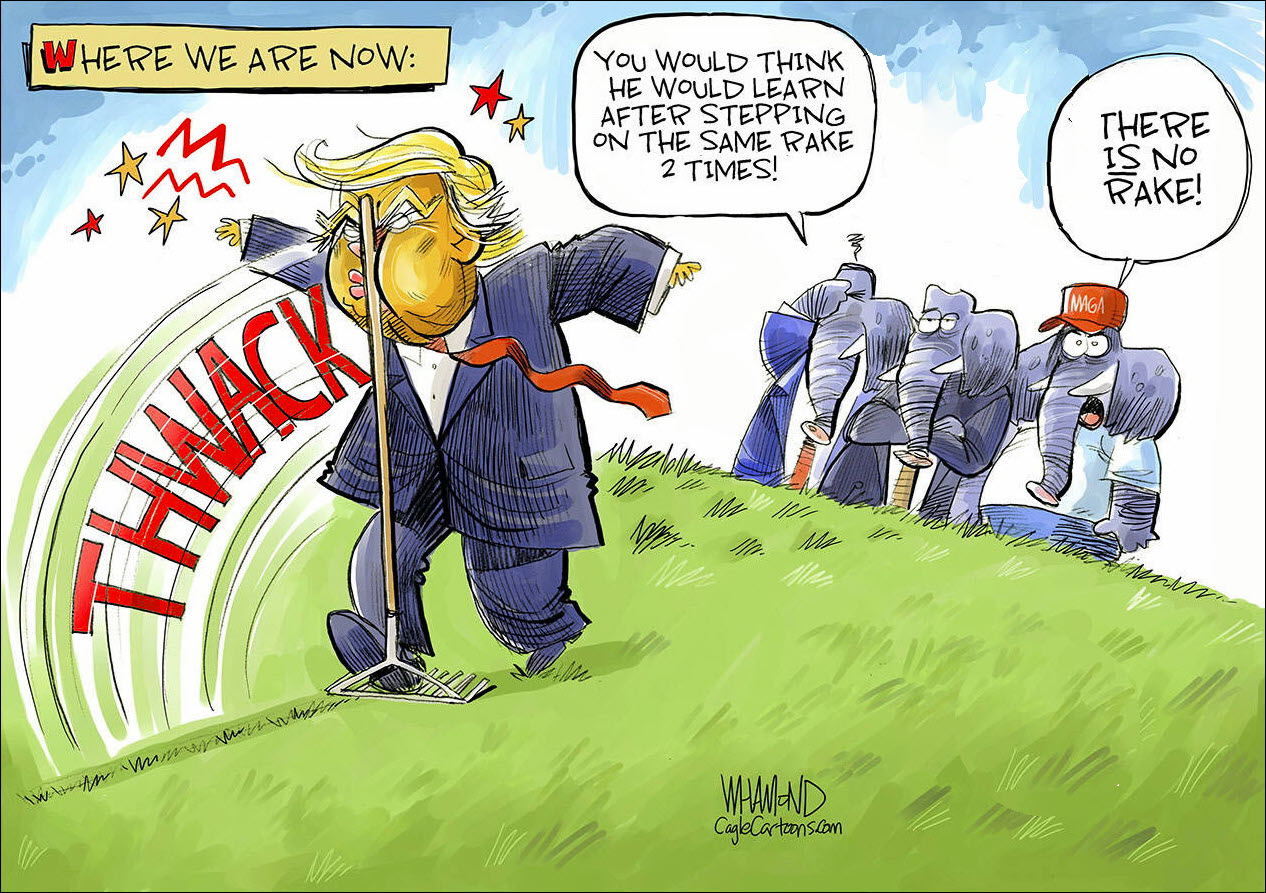 WHERE WE ARE NOW:
YOU WOULD THINK
HE WOULD LEARN
AFTER STEPPING
ON THE SAME RAKE
2 TIMES!
THERE
IS NO
RAKE!
MAGA
THWACK
WHAMOND
CagleCartoons.com